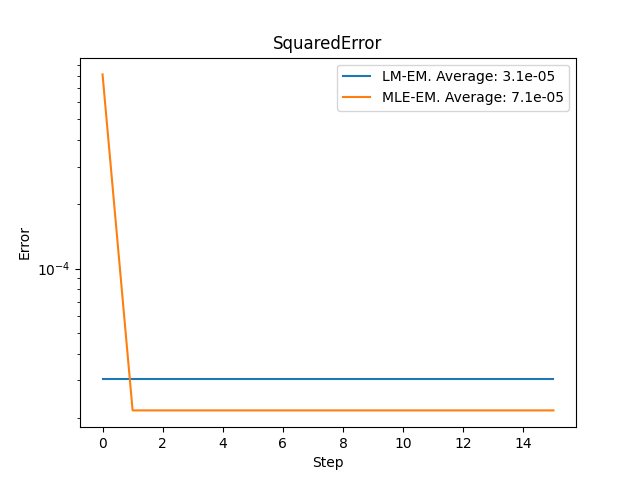 SquaredError
LM-EM. Average: 3.1e-05
MLE-EM. Average: 7.1e-05
Error
10⁻⁴
0 2 4 6 8 10 12 14
Step